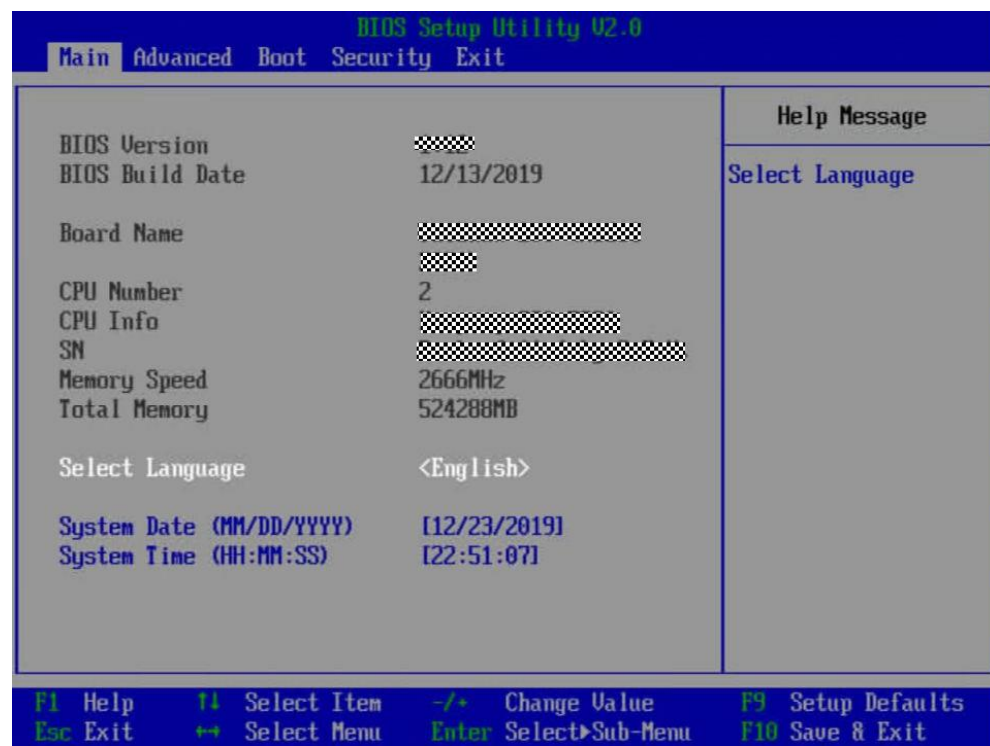 BIOS Setup Utility V2.0
Main Advanced Boot Security Exit
Help Message
Select Language
BIOS Version
BIOS Build Date 12/13/2019
Board Name
CPU Number 2
CPU Info
SN
Memory Speed 2666MHz
Total Memory 524288MB
Select Language <English>
System Date (MM/DD/YYYY) [12/23/2019]
System Time (HH:MM:SS) [22:51:07]
F1 Help ↑↓ Select Item -/+ Change Value F9 Setup Defaults
Esc Exit ↔ Select Menu Enter Select▶Sub-Menu F10 Save & Exit